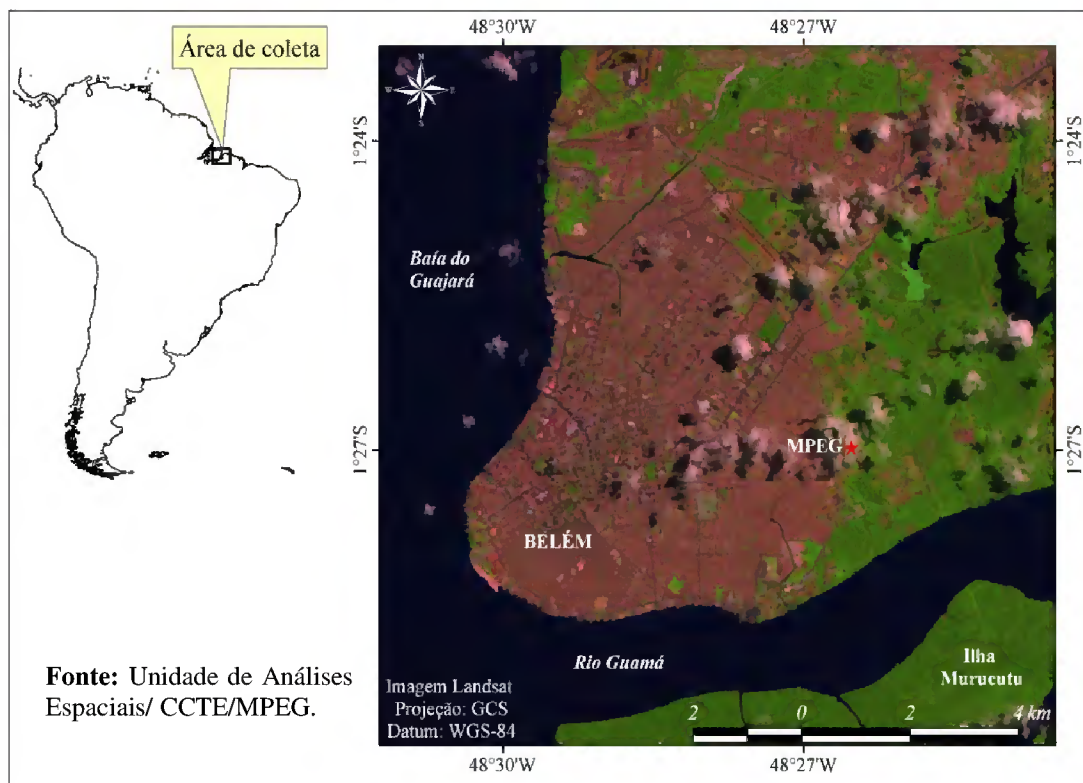 Área de coleta
Fonte: Unidade de Análises
Espaciais/ CCTE/MPEG.
48°30'W
48°27'W
1°24'S
1°24'S
Baía do
Guajará
1°27'S
MPEG
1°27'S
BELÉM
Rio Guamá
Ilha
Murucutu
Imagem Landsat
Projeção: GCS
Datum: WGS-84
2 0 2 4 km
48°30'W
48°27'W